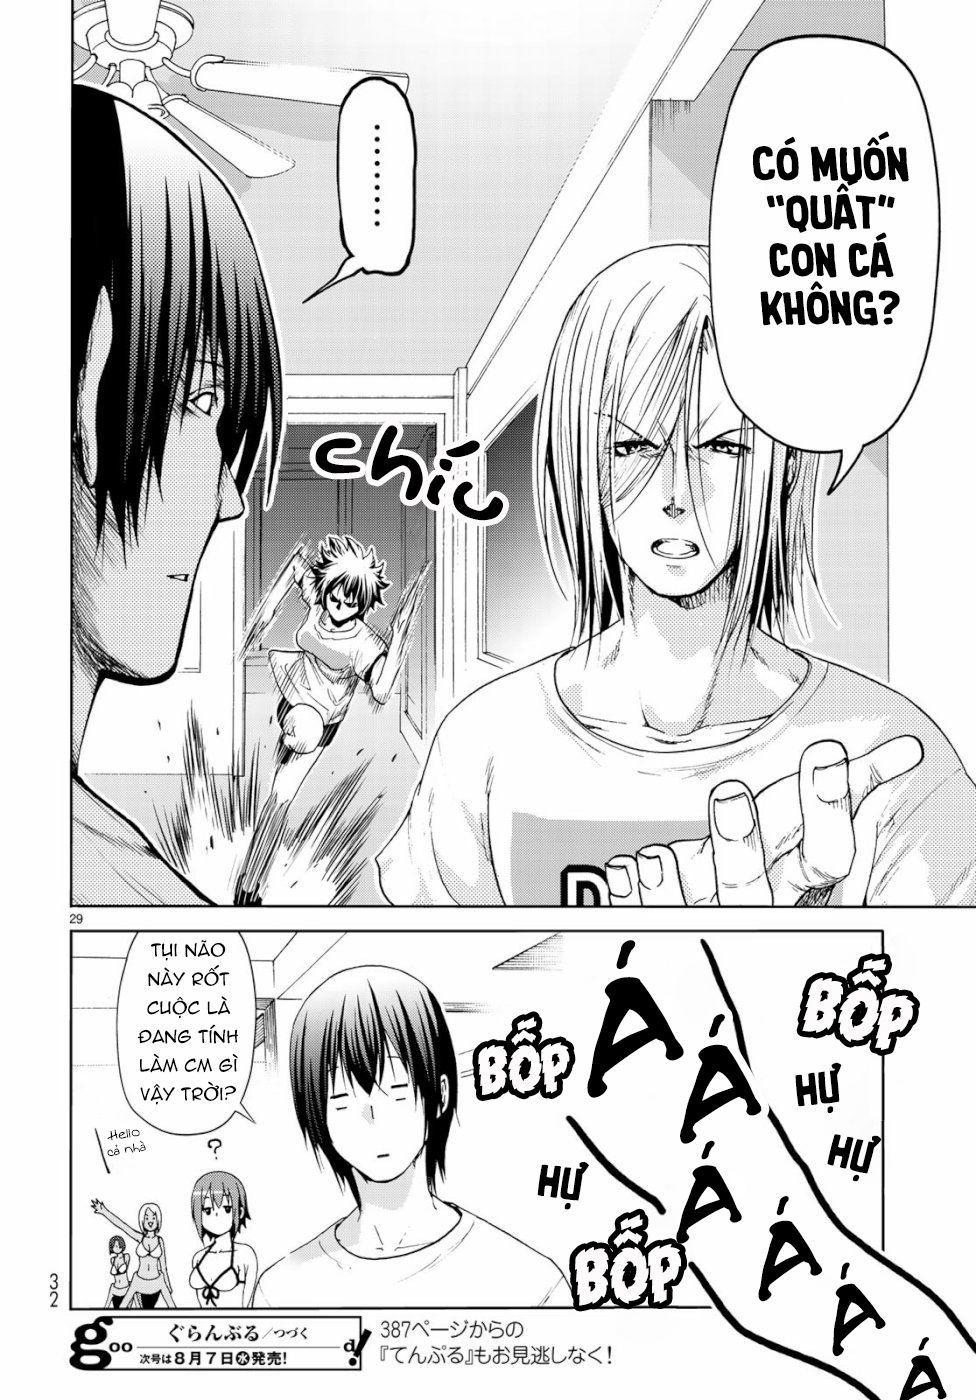 CÓ MUỐN
"QUẤT"
CON CÁ
KHÔNG?
.........
CHÍU
29
TỤI NÃO
NÀY RỐT
CUỘC LÀ
ĐANG TÍNH
LÀM CM GÌ
VẬY TRỜI?
Hello
cả nhà
?
BỐP
BỐP
BỐP
Á
Á
Á
Á
Á
Á
Á
HỰ
HỰ
HỰ
32
goo
ぐらんぶる/つづく
次号は8月7日㊌発売!
d!
387ページからの
『てんぷる』もお見逃しなく!